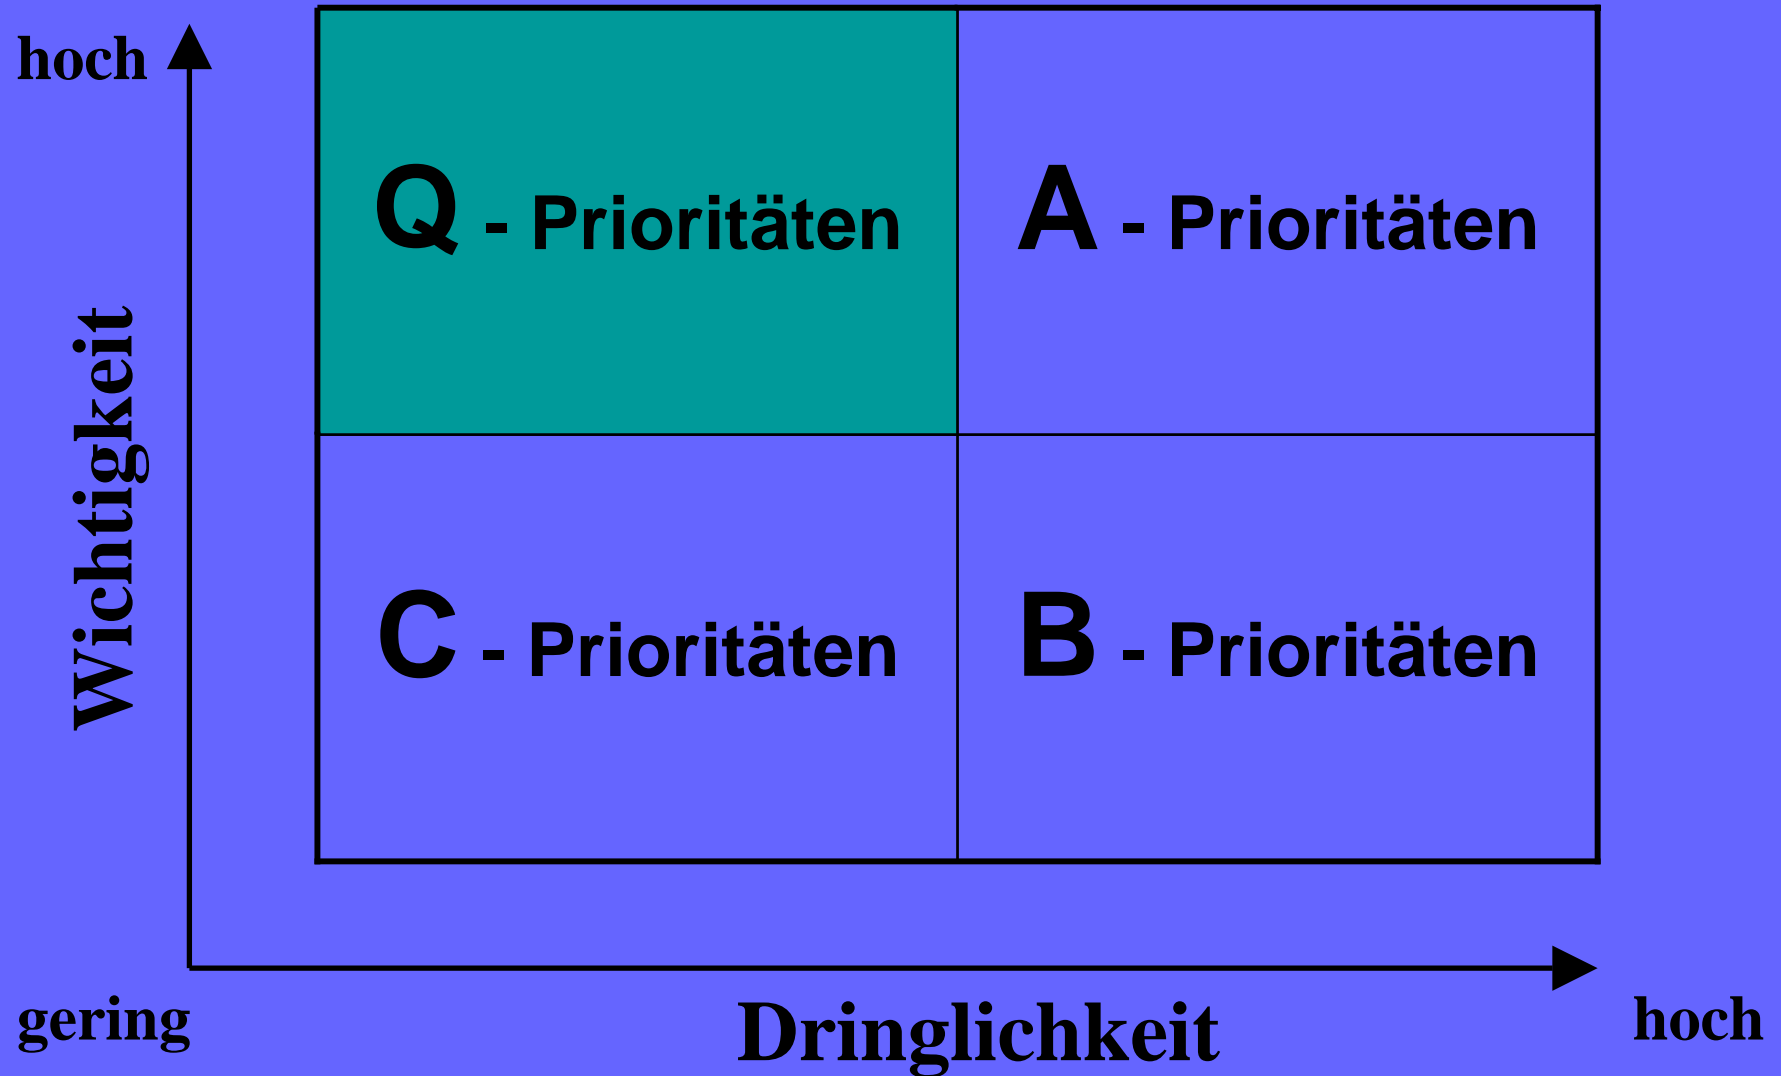 hoch
Q - Prioritäten
A - Prioritäten
Wichtigkeit
C - Prioritäten
B - Prioritäten
gering
Dringlichkeit
hoch